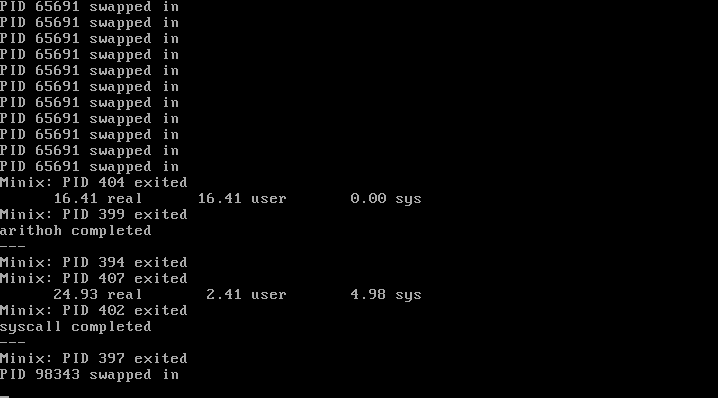 PID 65691 swapped in
PID 65691 swapped in
PID 65691 swapped in
PID 65691 swapped in
PID 65691 swapped in
PID 65691 swapped in
PID 65691 swapped in
PID 65691 swapped in
PID 65691 swapped in
PID 65691 swapped in
PID 65691 swapped in
Minix: PID 404 exited
16.41 real 16.41 user 0.00 sys
Minix: PID 399 exited
arithoh completed
---
Minix: PID 394 exited
Minix: PID 407 exited
24.93 real 2.41 user 4.98 sys
Minix: PID 402 exited
syscall completed
---
Minix: PID 397 exited
PID 98343 swapped in